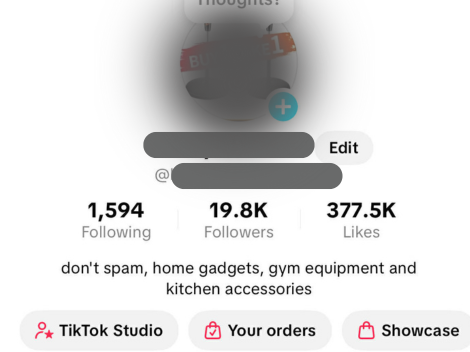 Thoughts?
1
Edit
@
1,594
19.8K
377.5K
Following
Followers
Likes
don't spam, home gadgets, gym equipment and
kitchen accessories
TikTok Studio
Your orders
Showcase